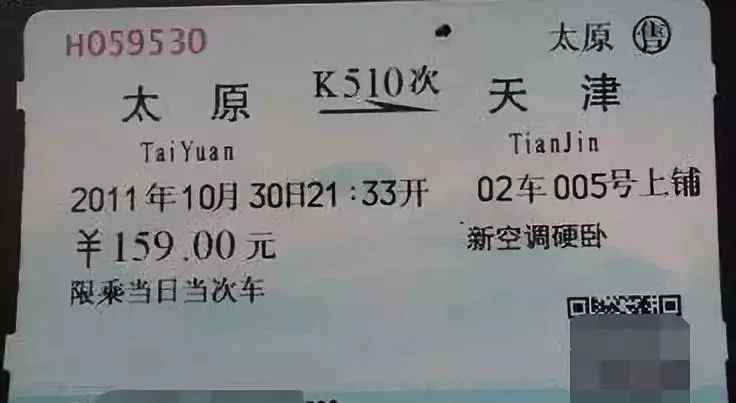 H059530 太原 售
太原 K510次 天津
TaiYuan TianJin
2011年10月30日21:33开 02车005号上铺
￥159.00元 新空调硬卧
限乘当日当次车